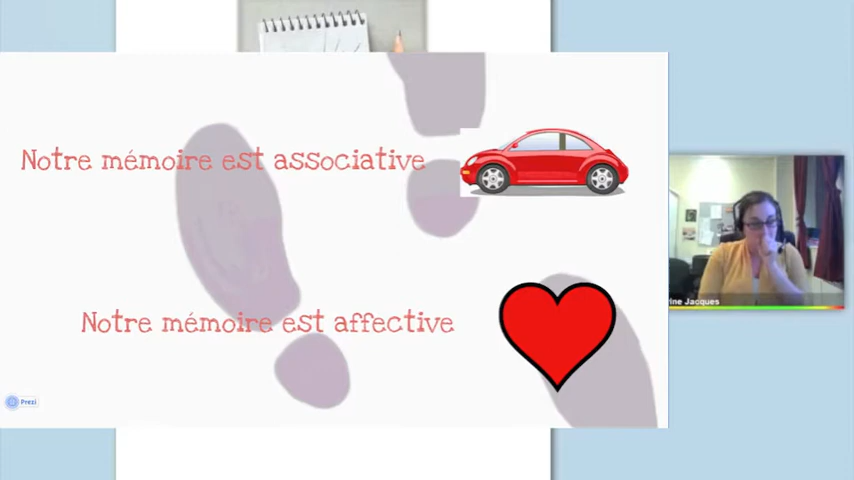 Notre mémoire est associative
Notre mémoire est affective
Prezi
ine Jacques